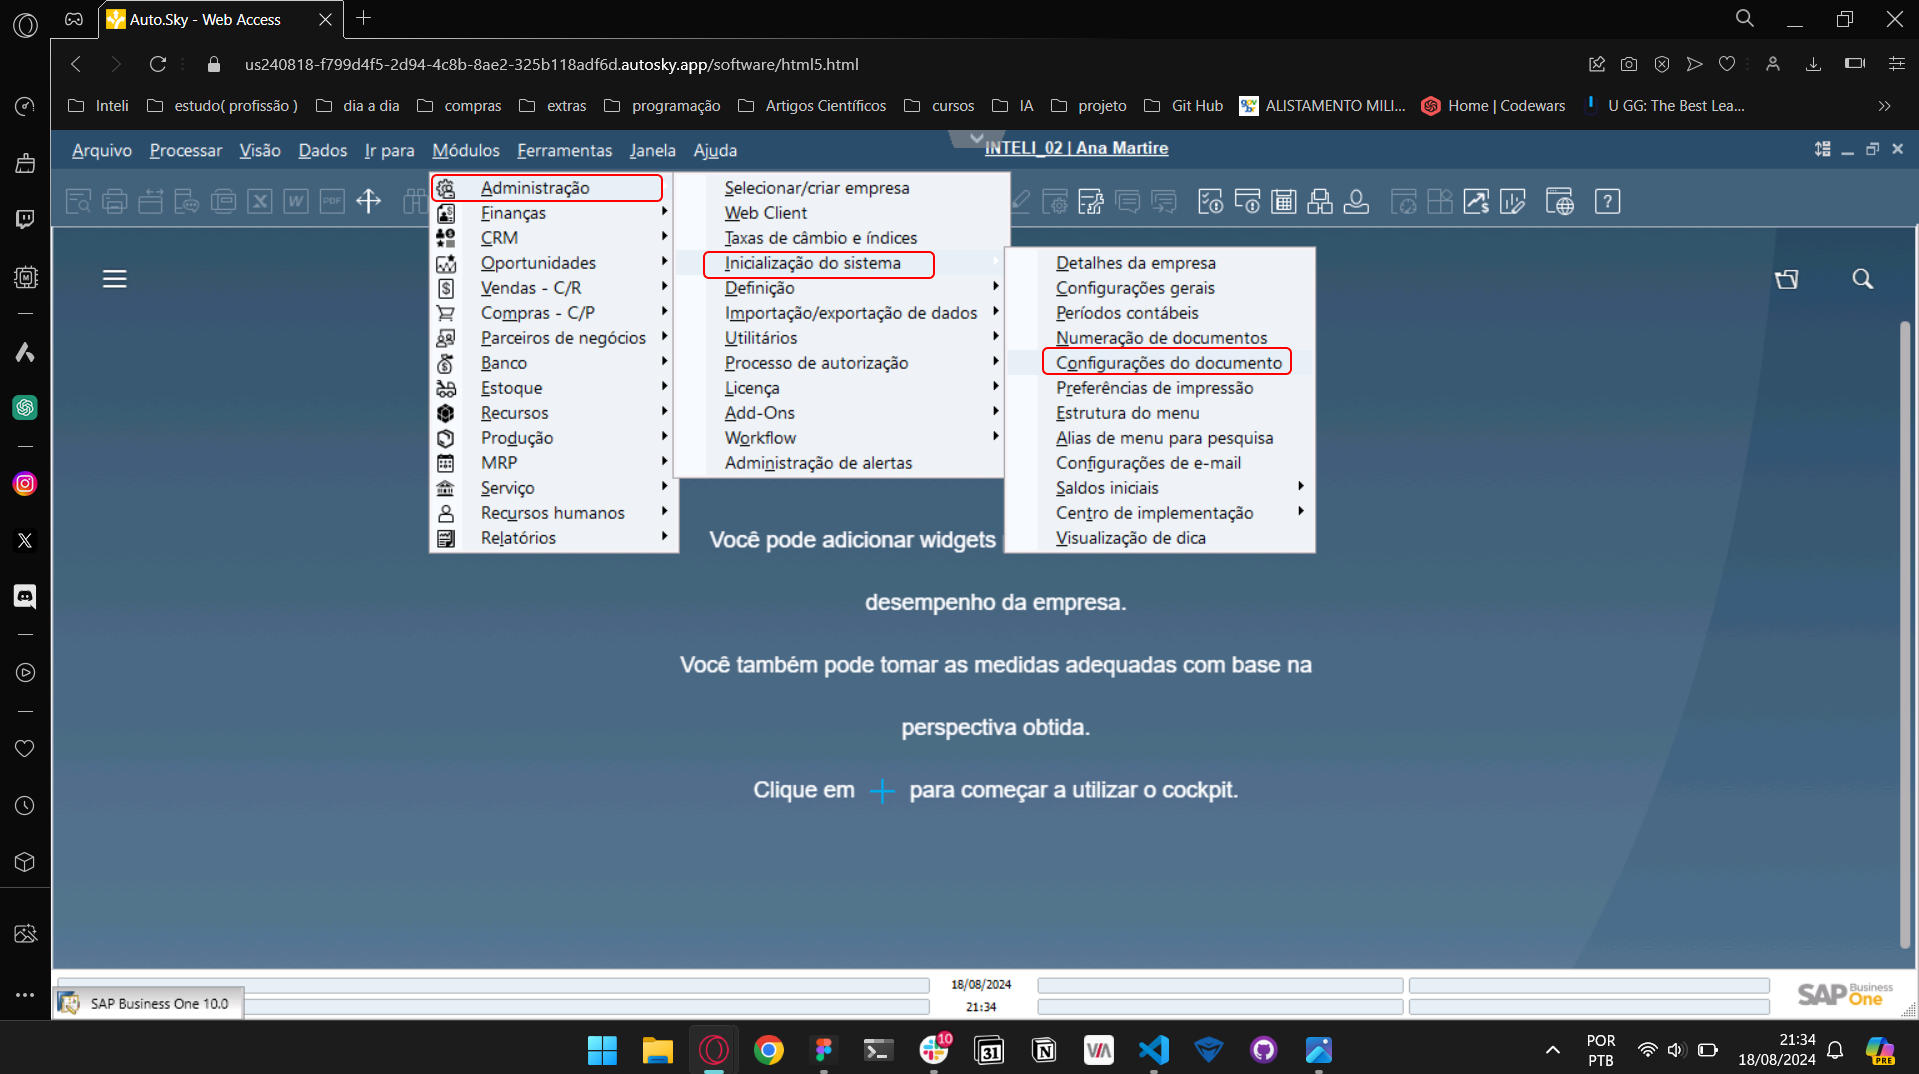 Auto.Sky - Web Access
us240818-f799d4f5-2d94-4c8b-8ae2-325b118adf6d.autosky.app/software/html5.html
Inteli estudo( profissão ) dia a dia compras extras programação Artigos Científicos cursos IA projeto Git Hub ALISTAMENTO MILI... Home | Codewars U GG: The Best Lea...
Arquivo Processar Visão Dados Ir para Módulos Ferramentas Janela Ajuda
INTELI_02 | Ana Martire
Administração
Finanças
CRM
Oportunidades
Vendas - C/R
Compras - C/P
Parceiros de negócios
Banco
Estoque
Recursos
Produção
MRP
Serviço
Recursos humanos
Relatórios
Selecionar/criar empresa
Web Client
Taxas de câmbio e índices
Inicialização do sistema
Definição
Importação/exportação de dados
Utilitários
Processo de autorização
Licença
Add-Ons
Workflow
Administração de alertas
Detalhes da empresa
Configurações gerais
Períodos contábeis
Numeração de documentos
Configurações do documento
Preferências de impressão
Estrutura do menu
Alias de menu para pesquisa
Configurações de e-mail
Saldos iniciais
Centro de implementação
Visualização de dica
Você pode adicionar widgets
desempenho da empresa.
Você também pode tomar as medidas adequadas com base na
perspectiva obtida.
Clique em + para começar a utilizar o cockpit.
18/08/2024
21:34
SAP Business One 10.0
SAP Business One
10
31
VIA
PRE
POR
PTB
21:34
18/08/2024